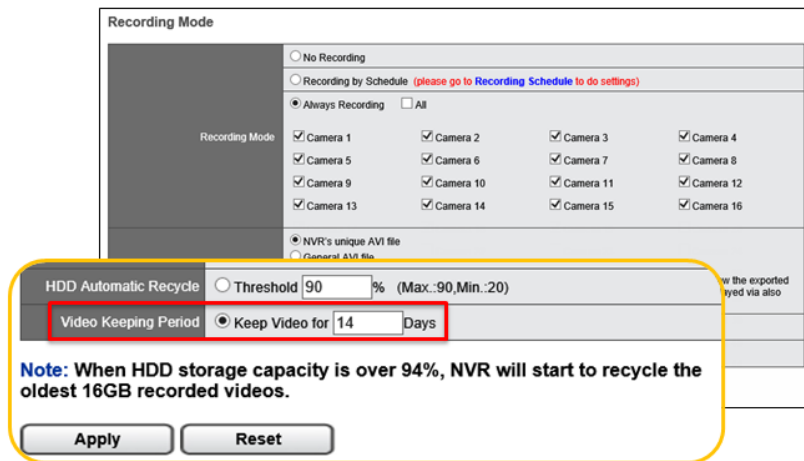 Recording Mode
No Recording
Recording by Schedule (please go to Recording Schedule to do settings)
Always Recording All
Recording Mode
Camera 1 Camera 2 Camera 3 Camera 4
Camera 5 Camera 6 Camera 7 Camera 8
Camera 9 Camera 10 Camera 11 Camera 12
Camera 13 Camera 14 Camera 15 Camera 16
NVR's unique AVI file
General AVI file
the exported
via also
HDD Automatic Recycle Threshold 90 % (Max.:90,Min.:20)
Video Keeping Period Keep Video for 14 Days
Note: When HDD storage capacity is over 94%, NVR will start to recycle the
oldest 16GB recorded videos.
Apply Reset